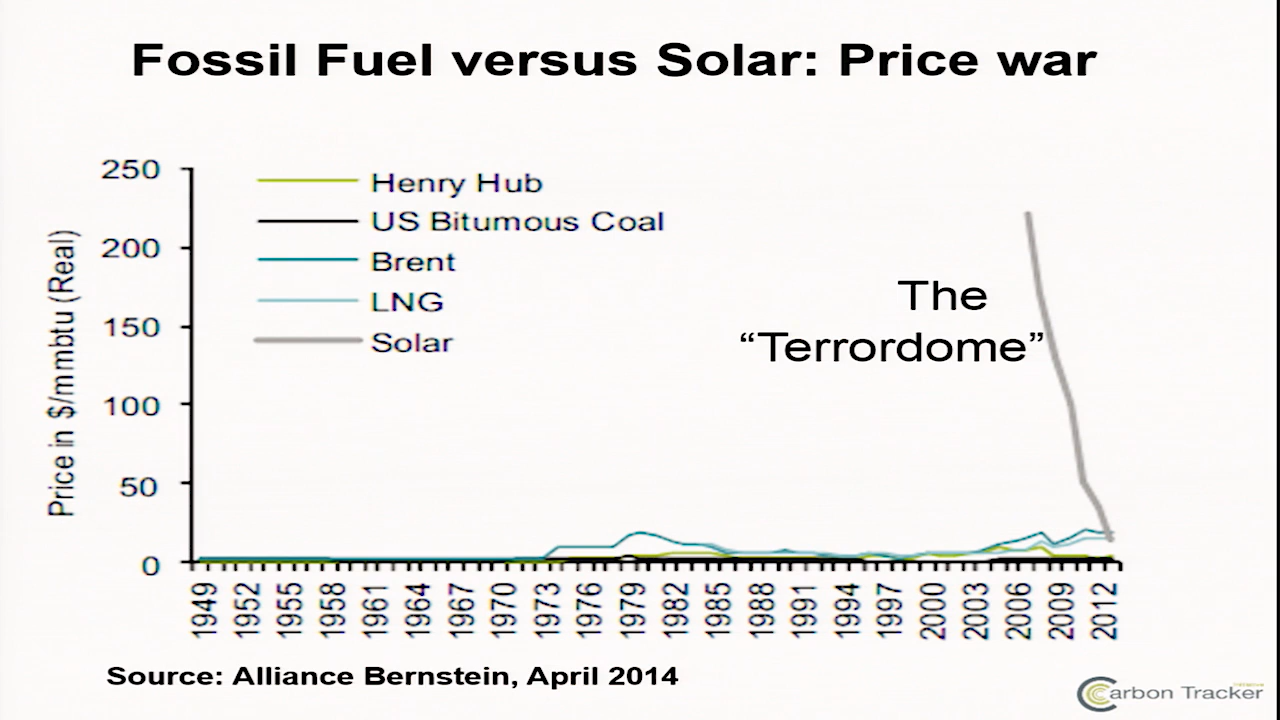 Fossil Fuel versus Solar: Price war
250
200
150
100
50
0
Price in $/mmbtu (Real)
Henry Hub
US Bitumous Coal
Brent
LNG
Solar
The
“Terrordome”
1949
1952
1955
1958
1961
1964
1967
1970
1973
1976
1979
1982
1985
1988
1991
1994
1997
2000
2003
2006
2009
2012
Source: Alliance Bernstein, April 2014
Carbon Tracker